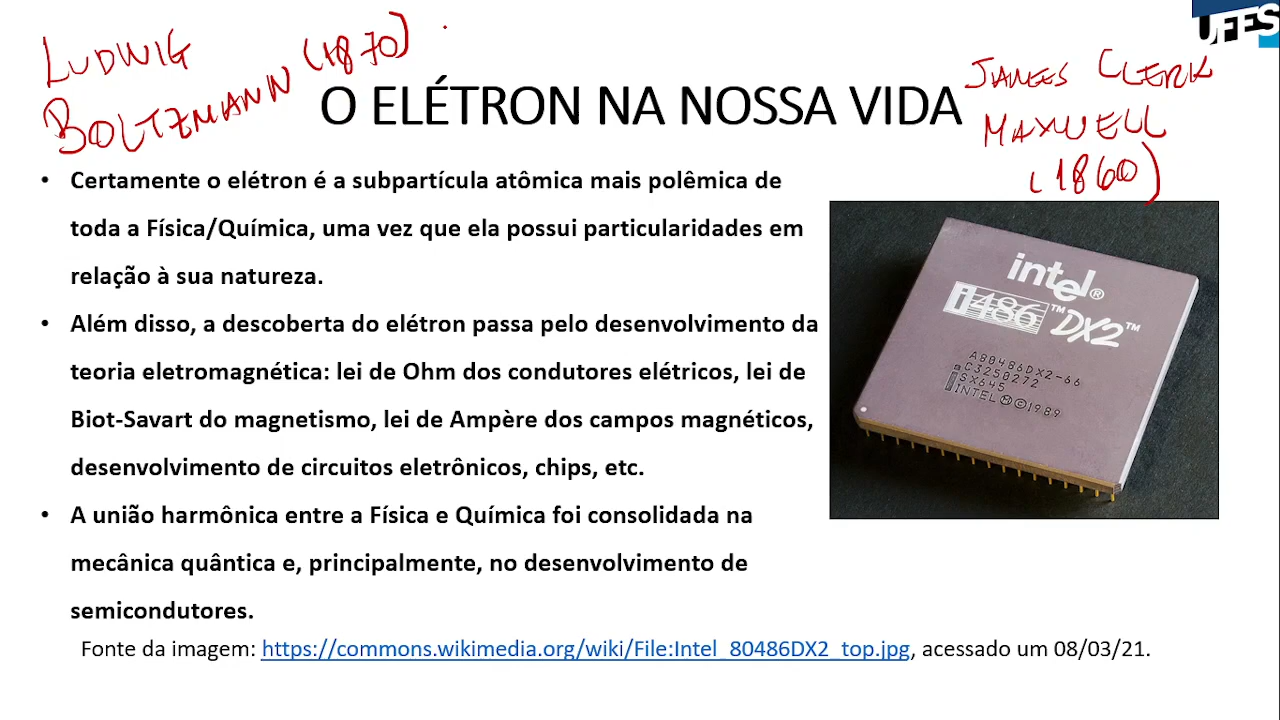 UFES
LUDWIG
BOLTZMANN (1870)
JAMES CLERK
MAXWELL
(1860)
O ELÉTRON NA NOSSA VIDA
• Certamente o elétron é a subpartícula atômica mais polêmica de
toda a Física/Química, uma vez que ela possui particularidades em
relação à sua natureza.
• Além disso, a descoberta do elétron passa pelo desenvolvimento da
teoria eletromagnética: lei de Ohm dos condutores elétricos, lei de
Biot-Savart do magnetismo, lei de Ampère dos campos magnéticos,
desenvolvimento de circuitos eletrônicos, chips, etc.
• A união harmônica entre a Física e Química foi consolidada na
mecânica quântica e, principalmente, no desenvolvimento de
semicondutores.
intel®
i486™ DX2™
A80486DX2-66
C3250272
SX645
INTEL Ⓜ©1989
Fonte da imagem: https://commons.wikimedia.org/wiki/File:Intel_80486DX2_top.jpg, acessado um 08/03/21.